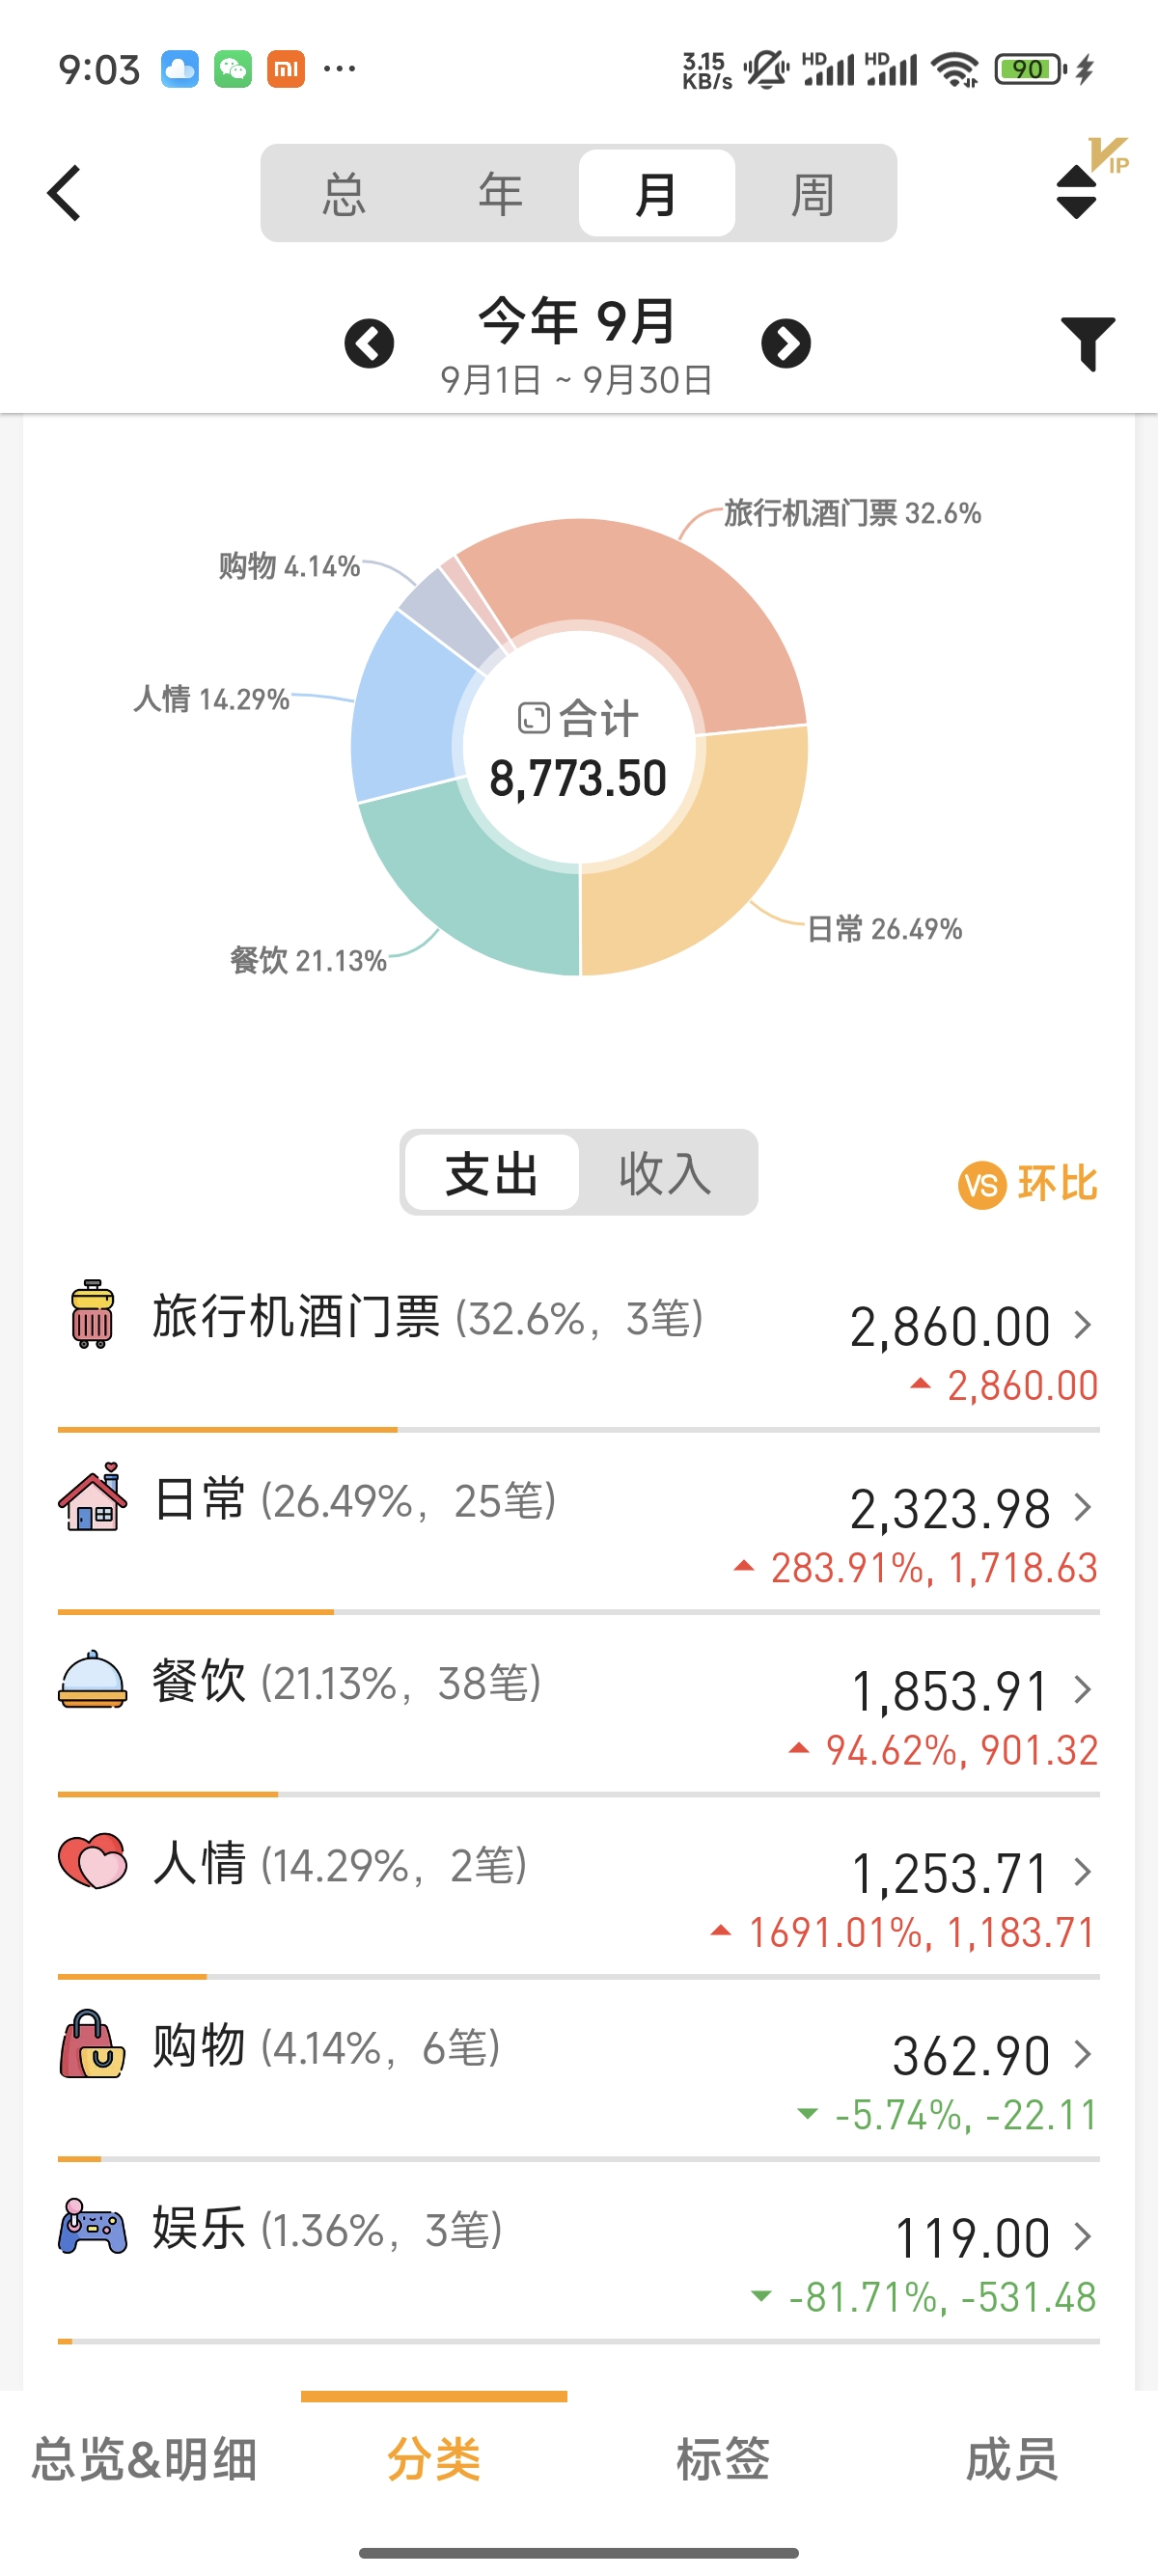 9:03
3.15 KB/s HD HD 90
VIP
总 年 月 周
今年 9月
9月1日 ~ 9月30日
旅行机酒门票 32.6%
购物 4.14%
人情 14.29%
合计
8,773.50
日常 26.49%
餐饮 21.13%
支出 收入
VS 环比
旅行机酒门票 (32.6%, 3笔) 2,860.00
2,860.00
日常 (26.49%, 25笔) 2,323.98
283.91%, 1,718.63
餐饮 (21.13%, 38笔) 1,853.91
94.62%, 901.32
人情 (14.29%, 2笔) 1,253.71
1691.01%, 1,183.71
购物 (4.14%, 6笔) 362.90
-5.74%, -22.11
娱乐 (1.36%, 3笔) 119.00
-81.71%, -531.48
总览&明细 分类 标签 成员